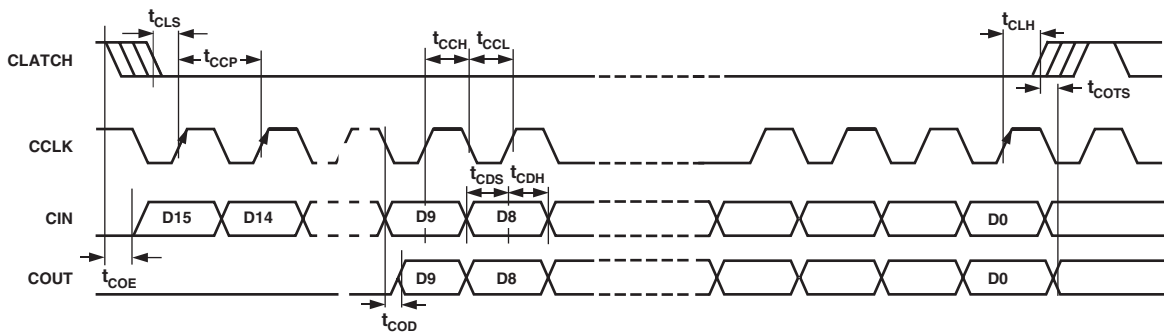 tCLS
tCCH
tCCL
tCLH
CLATCH
tCCP
tCOTS
CCLK
tCDS
tCDH
CIN
D15
D14
D9
D8
D0
tCOE
COUT
D9
D8
D0
tCOD